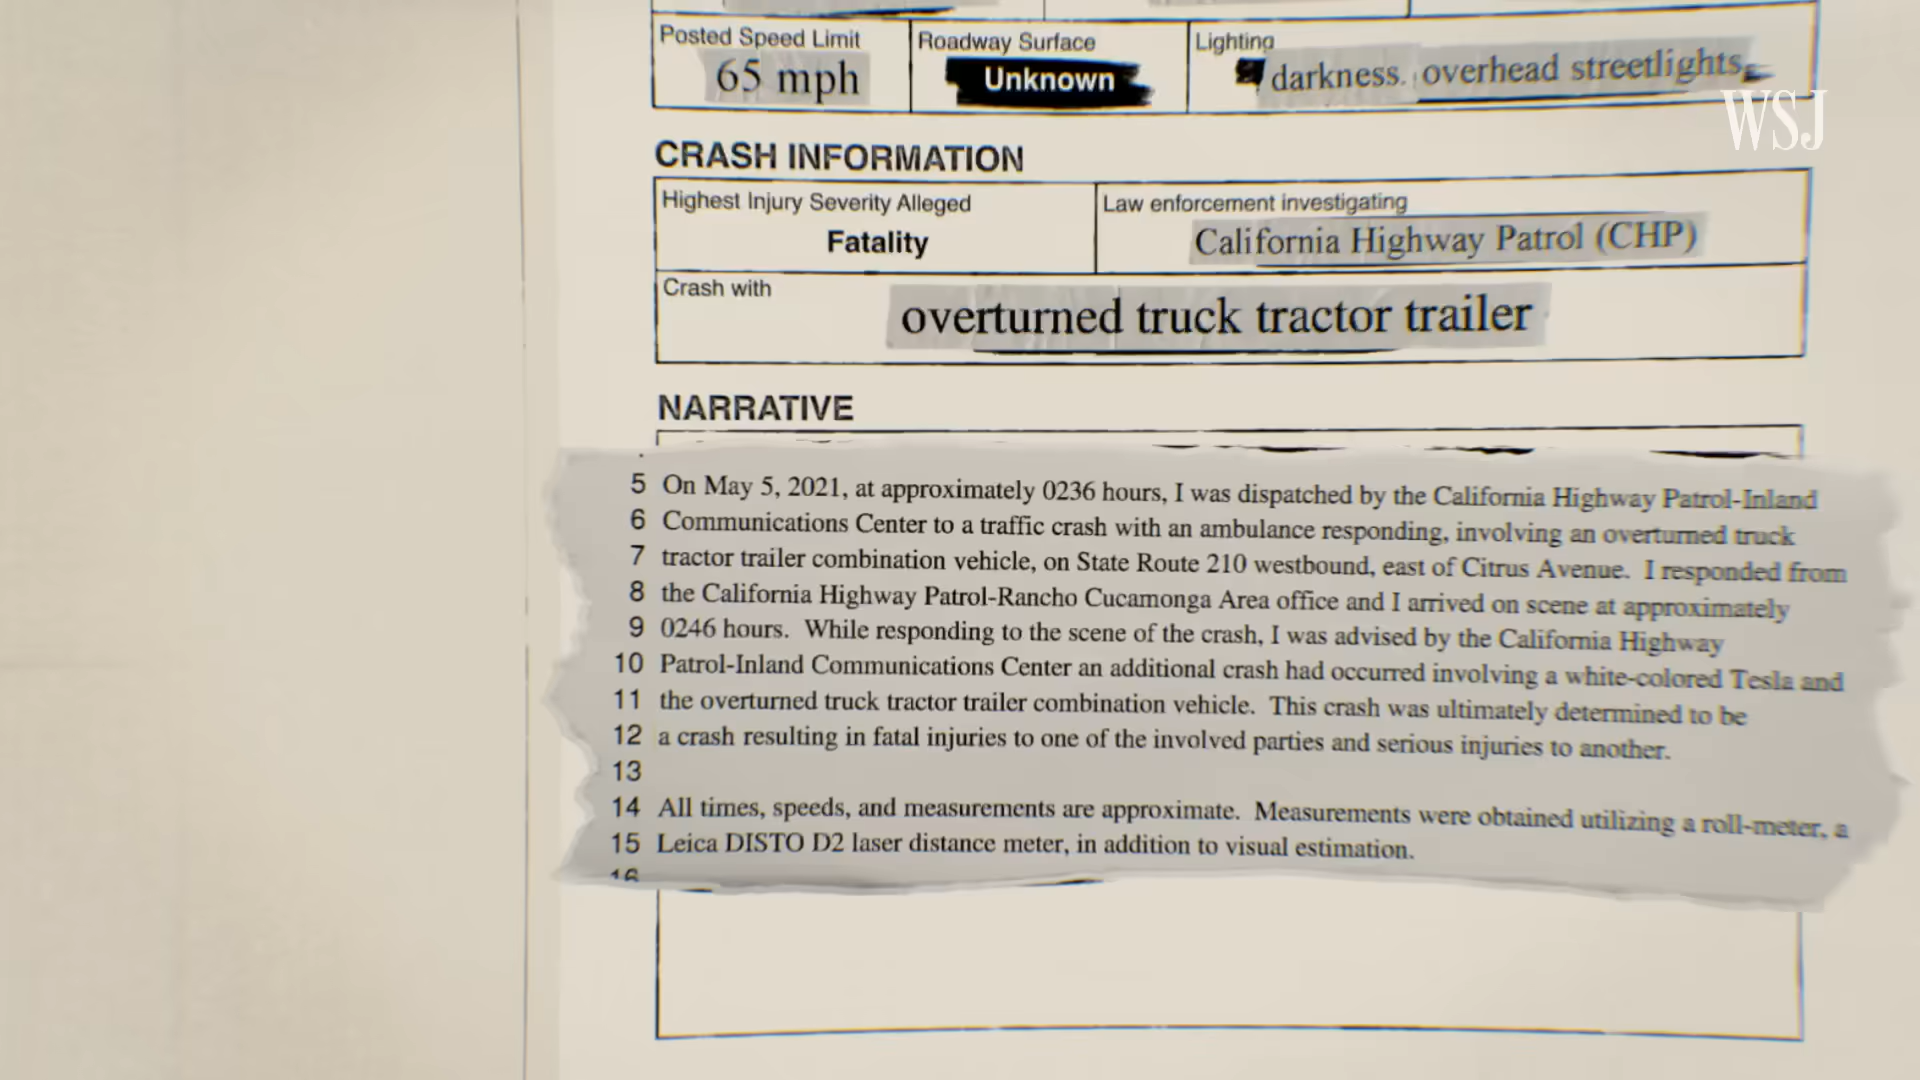 Posted Speed Limit
65 mph
Roadway Surface
Unknown
Lighting
darkness. overhead streetlights
WSJ
CRASH INFORMATION
Highest Injury Severity Alleged
Fatality
Law enforcement investigating
California Highway Patrol (CHP)
Crash with
overturned truck tractor trailer
NARRATIVE
5 On May 5, 2021, at approximately 0236 hours, I was dispatched by the California Highway Patrol-Inland
6 Communications Center to a traffic crash with an ambulance responding, involving an overturned truck
7 tractor trailer combination vehicle, on State Route 210 westbound, east of Citrus Avenue. I responded from
8 the California Highway Patrol-Rancho Cucamonga Area office and I arrived on scene at approximately
9 0246 hours. While responding to the scene of the crash, I was advised by the California Highway
10 Patrol-Inland Communications Center an additional crash had occurred involving a white-colored Tesla and
11 the overturned truck tractor trailer combination vehicle. This crash was ultimately determined to be
12 a crash resulting in fatal injuries to one of the involved parties and serious injuries to another.
13
14 All times, speeds, and measurements are approximate. Measurements were obtained utilizing a roll-meter, a
15 Leica DISTO D2 laser distance meter, in addition to visual estimation.
16